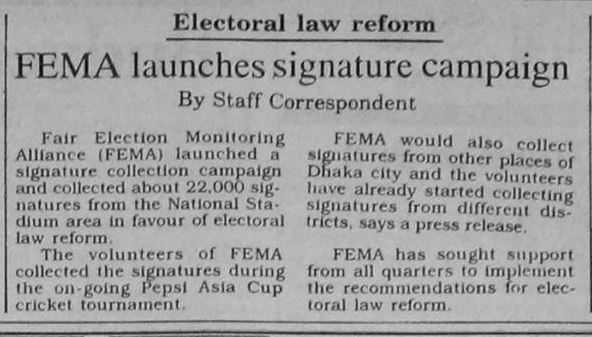 Electoral law reform
FEMA launches signature campaign
By Staff Correspondent
Fair Election Monitoring
Alliance (FEMA) launched a
signature collection campaign
and collected about 22,000 sig-
natures from the National Sta-
dium area in favour of electoral
law reform.
The volunteers of FEMA
collected the signatures during
the on-going Pepsi Asia Cup
cricket tournament.
FEMA would also collect
signatures from other places of
Dhaka city and the volunteers
have already started collecting
signatures from different dis-
tricts, says a press release.
FEMA has sought support
from all quarters to implement
the recommendations for elec-
toral law reform.